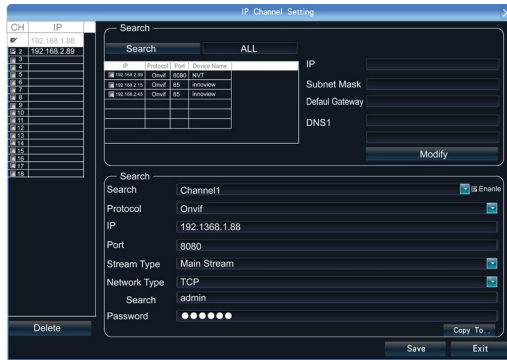 IP Channel Setting
CH IP
192.168.1.88
2 192.168.2.89
3
4
5
6
7
8
9
10
11
12
13
14
15
16
17
18
Delete
Search
Search ALL
IP Protocol Port Device Name
192.168.2.99 Onvif 8080 NVT
192.168.2.15 Onvif 85 innoview
192.168.2.45 Onvif 85 innoview
IP
Subnet Mask
Defaul Gateway
DNS1
Modify
Search
Search Channel1 Enanle
Protocol Onvif
IP 192.1368.1.88
Port 8080
Stream Type Main Stream
Network Type TCP
Search admin
Password ●●●●●●
Copy To..
Save Exit